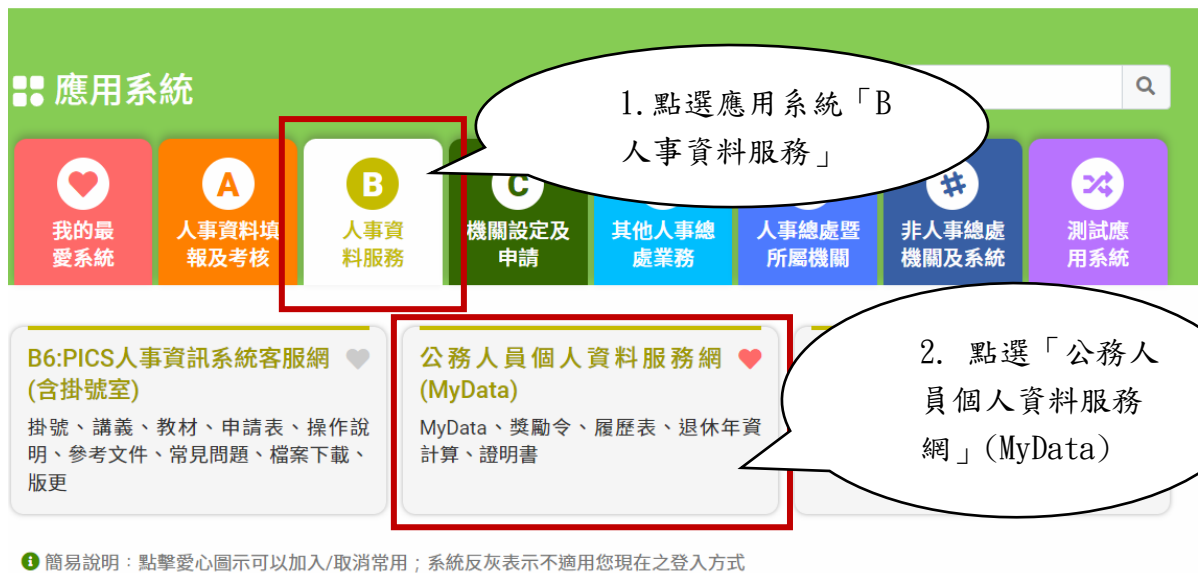 應用系統
1.點選應用系統「B
人事資料服務」
我的最
愛系統
A
人事資料填
報及考核
B
人事資
料服務
C
機關設定及
申請
其他人事總
處業務
人事總處暨
所屬機關
#
非人事總處
機關及系統
測試應
用系統
B6:PICS人事資訊系統客服網
(含掛號室)
掛號、講義、教材、申請表、操作說
明、參考文件、常見問題、檔案下載、
版更
公務人員個人資料服務網
(MyData)
MyData、獎勵令、履歷表、退休年資
計算、證明書
2. 點選「公務人
員個人資料服務
網」(MyData)
簡易說明：點擊愛心圖示可以加入/取消常用；系統反灰表示不適用您現在之登入方式